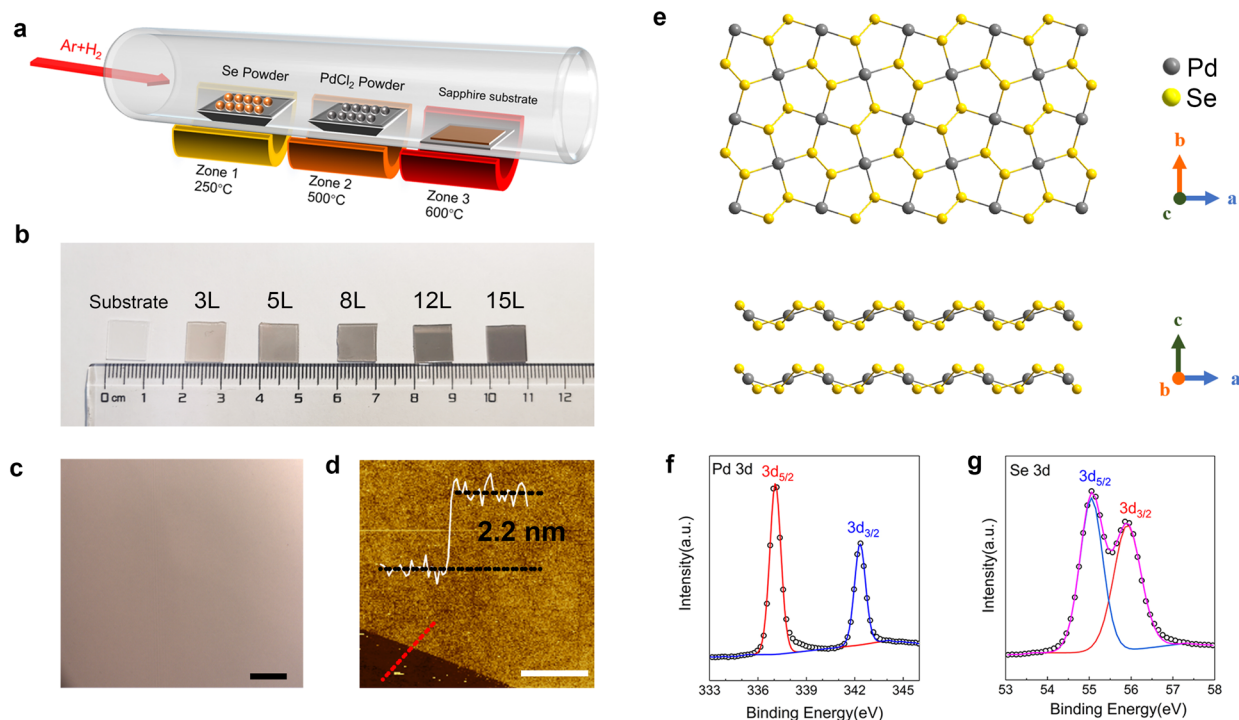 a
Ar+H2
Se Powder
PdCl2 Powder
Sapphire substrate
Zone 1
250°C
Zone 2
500°C
Zone 3
600°C
b
Substrate 3L 5L 8L 12L 15L
0 cm 1 2 3 4 5 6 7 8 9 10 11 12
c
d
2.2 nm
e
Pd
Se
b
c
a
c
b
a
f
Pd 3d
3d5/2
3d3/2
Intensity(a.u.)
333 336 339 342 345
Binding Energy(eV)
g
Se 3d
3d5/2
3d3/2
Intensity(a.u.)
53 54 55 56 57 58
Binding Energy(eV)